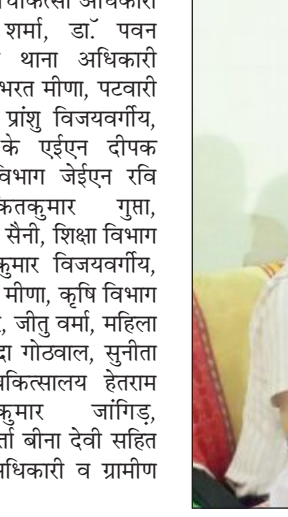 चिकित्सा अधिकारी
शर्मा, डॉ. पवन
थाना अधिकारी
भरत मीणा, पटवारी
प्रांशु विजयवर्गीय,
के एईएन दीपक
विभाग जेईएन रवि
कितकुमार गुप्ता,
सैनी, शिक्षा विभाग
कुमार विजयवर्गीय,
मीणा, कृषि विभाग
, जीतु वर्मा, महिला
दा गोठवाल, सुनीता
चिकित्सालय हेतराम
कुमार जांगिड़,
र्ता बीना देवी सहित
अधिकारी व ग्रामीण